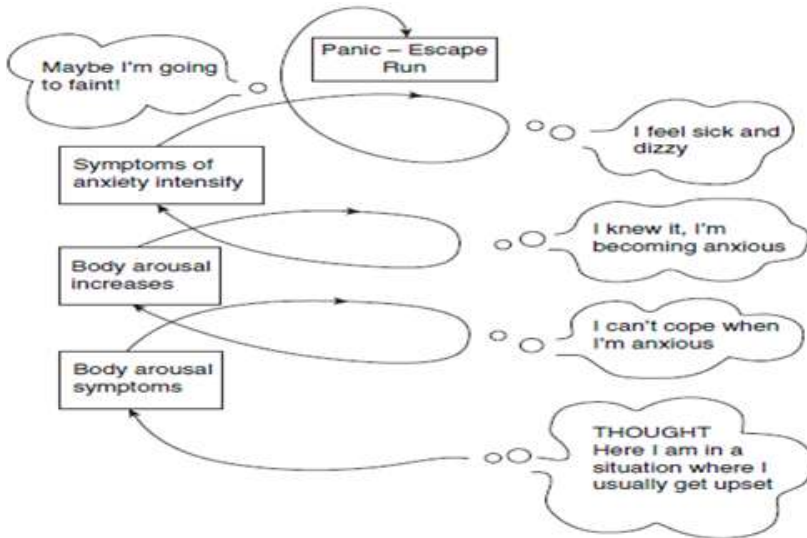 Panic – Escape
Run
Maybe I'm going
to faint!
I feel sick and
dizzy
Symptoms of
anxiety intensify
I knew it, I'm
becoming anxious
Body arousal
increases
I can't cope when
I'm anxious
Body arousal
symptoms
THOUGHT
Here I am in a
situation where I
usually get upset